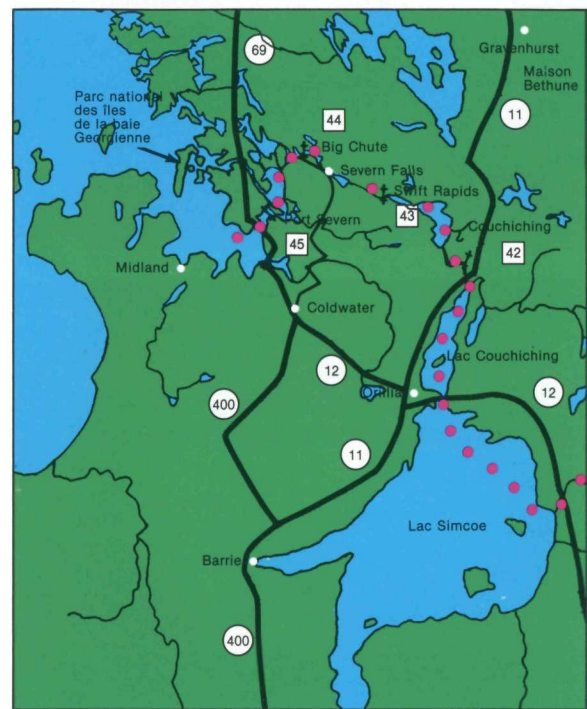 69
Gravenhurst
Maison
Bethune
11
Parc national
des îles
de la baie
Georgienne
44
Big Chute
Severn Falls
Swift Rapids
43
Couchiching
42
Port Severn
45
Midland
Coldwater
Lac Couchiching
12
Orillia
12
400
11
Lac Simcoe
Barrie
400